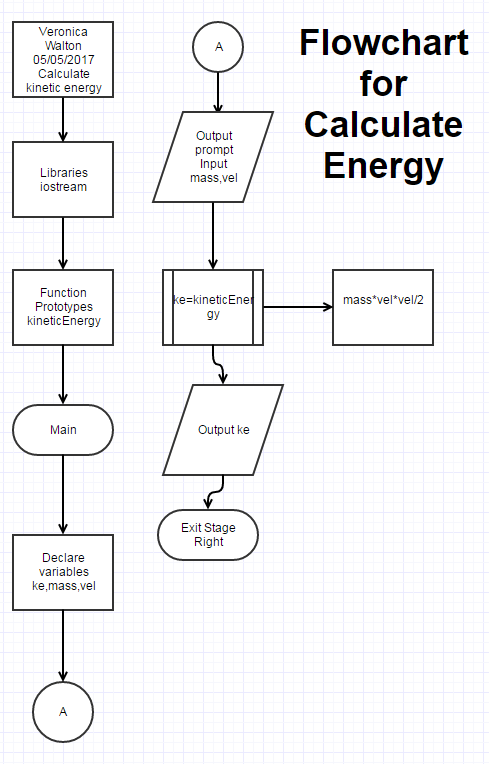 Veronica
Walton
05/05/2017
Calculate
kinetic energy
Libraries
iostream
Function
Prototypes
kineticEnergy
Main
Declare
variables
ke,mass,vel
A
A
Output
prompt
Input
mass,vel
ke=kineticEner
gy
mass*vel*vel/2
Output ke
Exit Stage
Right
Flowchart
for
Calculate
Energy